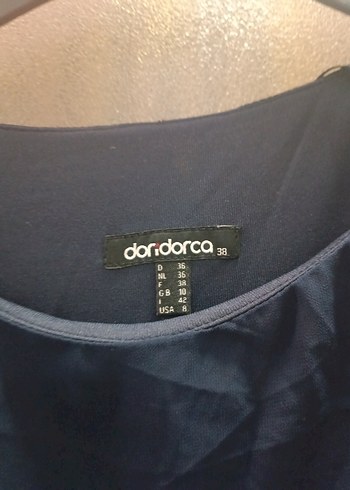 doridorca 38
D 36
NL 36
F 38
GB 10
I 42
USA 8